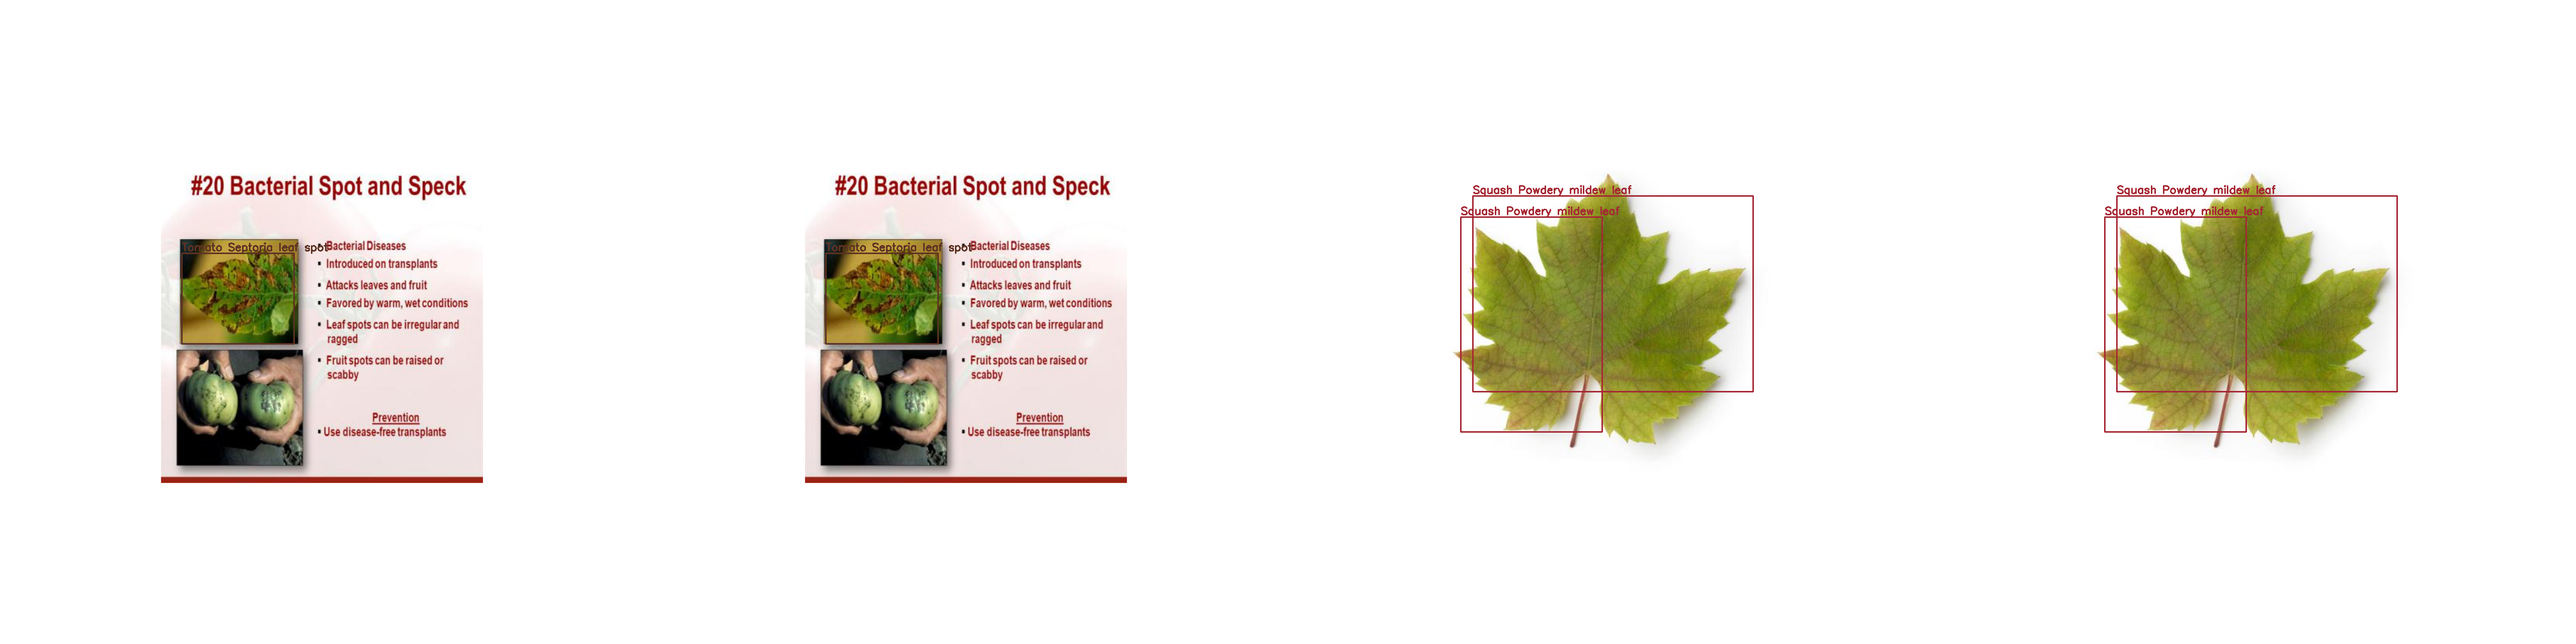 #20 Bacterial Spot and Speck
Tomato Septoria leaf spot
▪ Bacterial Diseases
▪ Introduced on transplants
▪ Attacks leaves and fruit
▪ Favored by warm, wet conditions
▪ Leaf spots can be irregular and
ragged
▪ Fruit spots can be raised or
scabby
Prevention
▪ Use disease-free transplants
#20 Bacterial Spot and Speck
Tomato Septoria leaf spot
▪ Bacterial Diseases
▪ Introduced on transplants
▪ Attacks leaves and fruit
▪ Favored by warm, wet conditions
▪ Leaf spots can be irregular and
ragged
▪ Fruit spots can be raised or
scabby
Prevention
▪ Use disease-free transplants
Squash Powdery mildew leaf
Squash Powdery mildew leaf
Squash Powdery mildew leaf
Squash Powdery mildew leaf